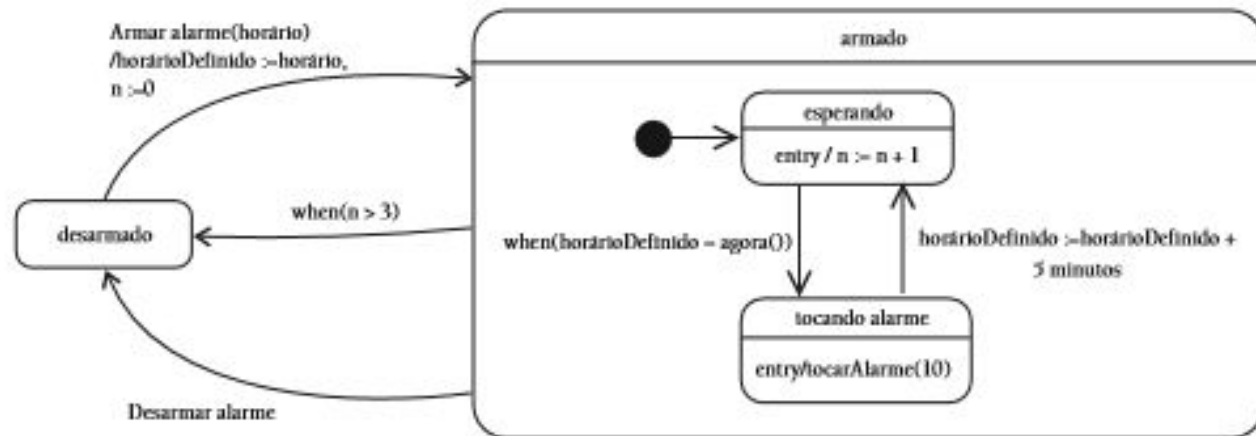 Armar alarme(horário)
/horárioDefinido :=horário,
n :=0
armado
esperando
entry / n := n + 1
when(n > 3)
desarmado
when(horárioDefinido = agora())
horárioDefinido :=horárioDefinido +
5 minutos
tocando alarme
entry/tocarAlarme(10)
Desarmar alarme